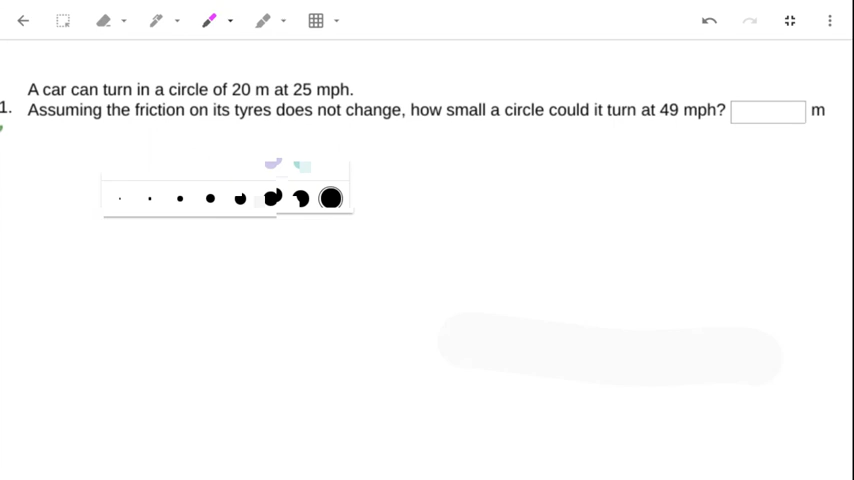 A car can turn in a circle of 20 m at 25 mph.
1. Assuming the friction on its tyres does not change, how small a circle could it turn at 49 mph? m